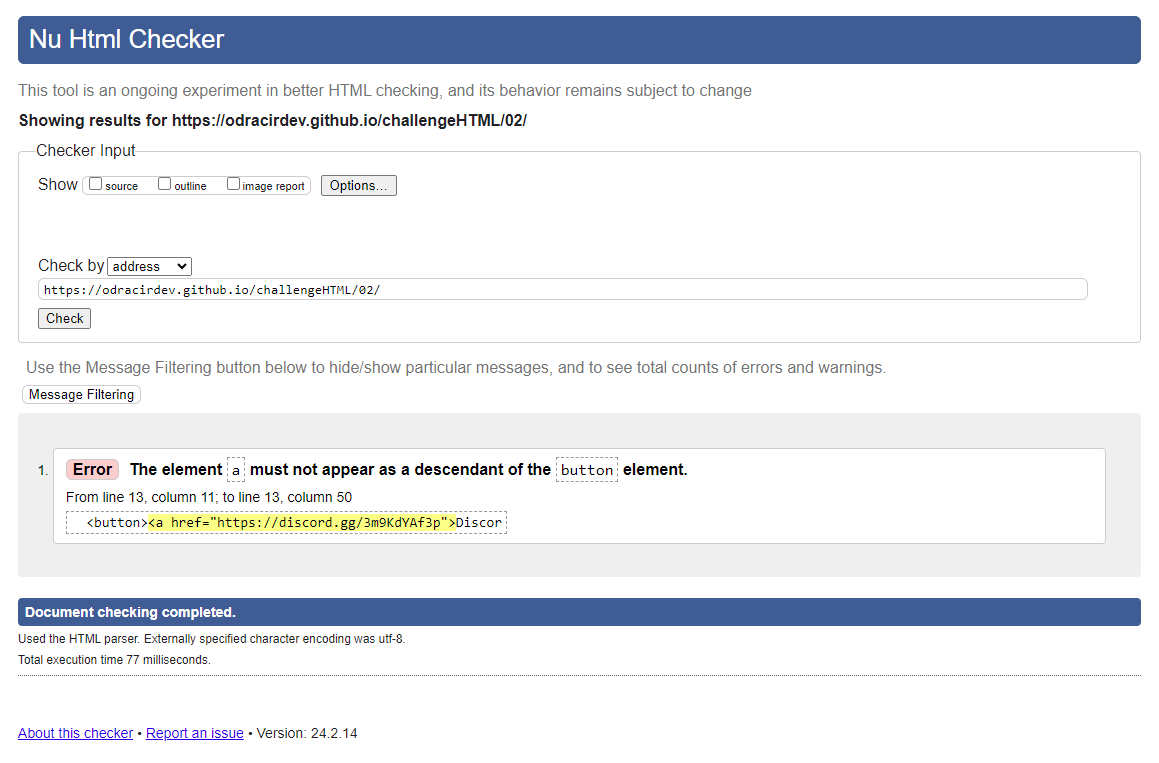 Nu Html Checker
This tool is an ongoing experiment in better HTML checking, and its behavior remains subject to change
Showing results for https://odracirdev.github.io/challengeHTML/02/
Checker Input
Show source outline image report Options...
Check by address
https://odracirdev.github.io/challengeHTML/02/
Check
Use the Message Filtering button below to hide/show particular messages, and to see total counts of errors and warnings.
Message Filtering
1. Error The element a must not appear as a descendant of the button element.
From line 13, column 11; to line 13, column 50
<button><a href="https://discord.gg/3m9KdYAf3p">Discor
Document checking completed.
Used the HTML parser. Externally specified character encoding was utf-8.
Total execution time 77 milliseconds.
About this checker • Report an issue • Version: 24.2.14